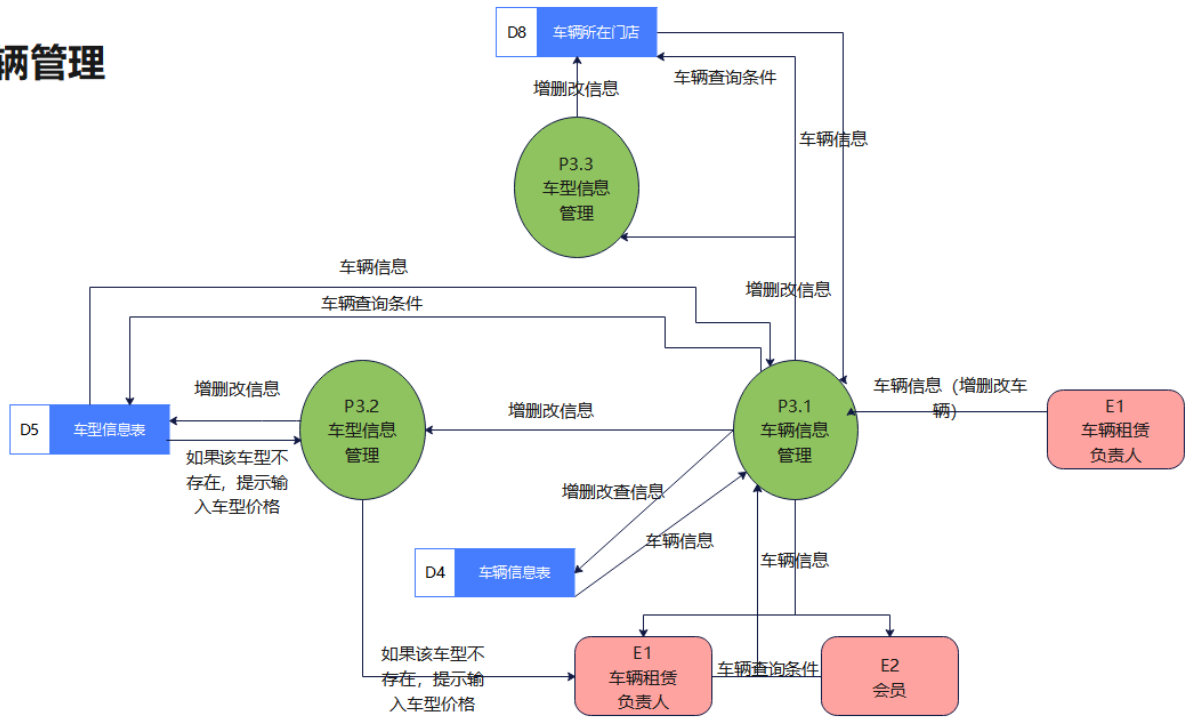 辆管理
D8
车辆所在门店
增删改信息
车辆查询条件
车辆信息
P3.3
车型信息
管理
车辆信息
车辆查询条件
增删改信息
增删改信息
D5
车型信息表
P3.2
车型信息
管理
增删改信息
P3.1
车辆信息
管理
车辆信息（增删改车
辆）
E1
车辆租赁
负责人
如果该车型不
存在，提示输
入车型价格
增删改查信息
车辆信息
车辆信息
D4
车辆信息表
如果该车型不
存在，提示输
入车型价格
E1
车辆租赁
负责人
车辆查询条件
E2
会员